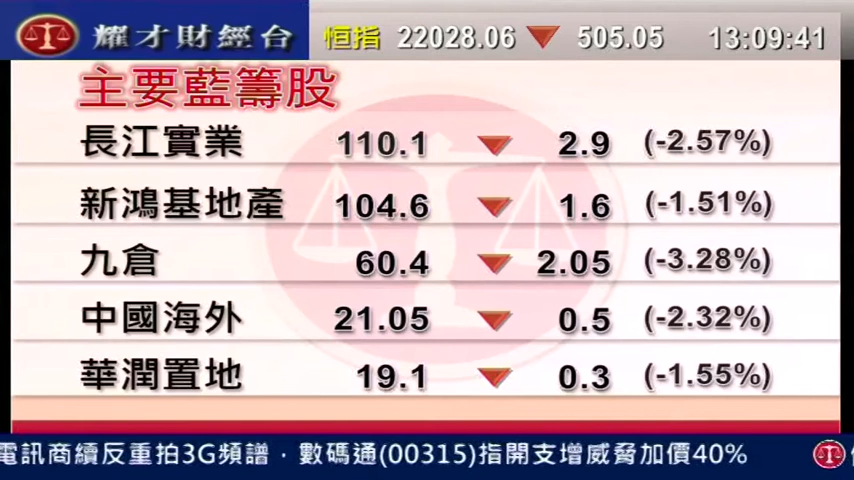 耀才財經台 恒指 22028.06 ▼ 505.05 13:09:41
主要藍籌股
長江實業 110.1 ▼ 2.9 (-2.57%)
新鴻基地產 104.6 ▼ 1.6 (-1.51%)
九倉 60.4 ▼ 2.05 (-3.28%)
中國海外 21.05 ▼ 0.5 (-2.32%)
華潤置地 19.1 ▼ 0.3 (-1.55%)
電訊商續反重拍3G頻譜．數碼通(00315)指開支增威脅加價40%